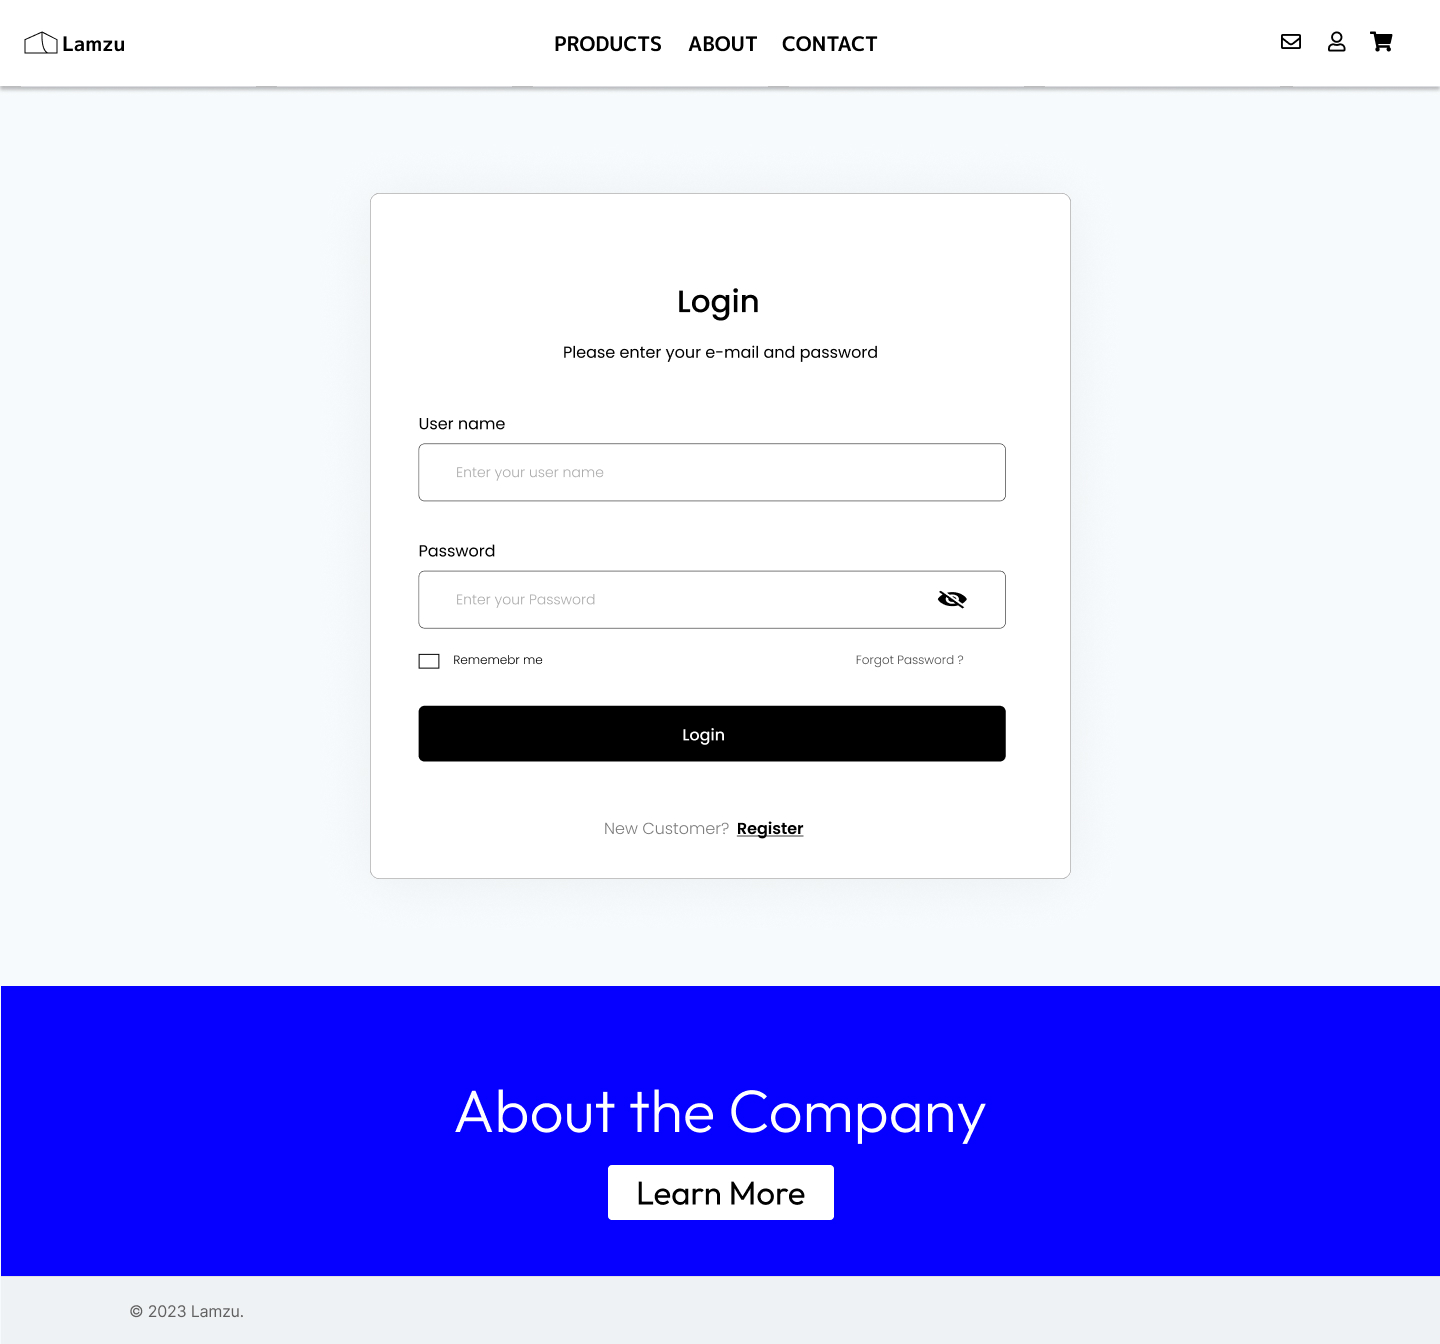 Lamzu
PRODUCTS ABOUT CONTACT
Login
Please enter your e-mail and password
User name
Enter your user name
Password
Enter your Password
Rememebr me Forgot Password ?
Login
New Customer? Register
About the Company
Learn More
© 2023 Lamzu.